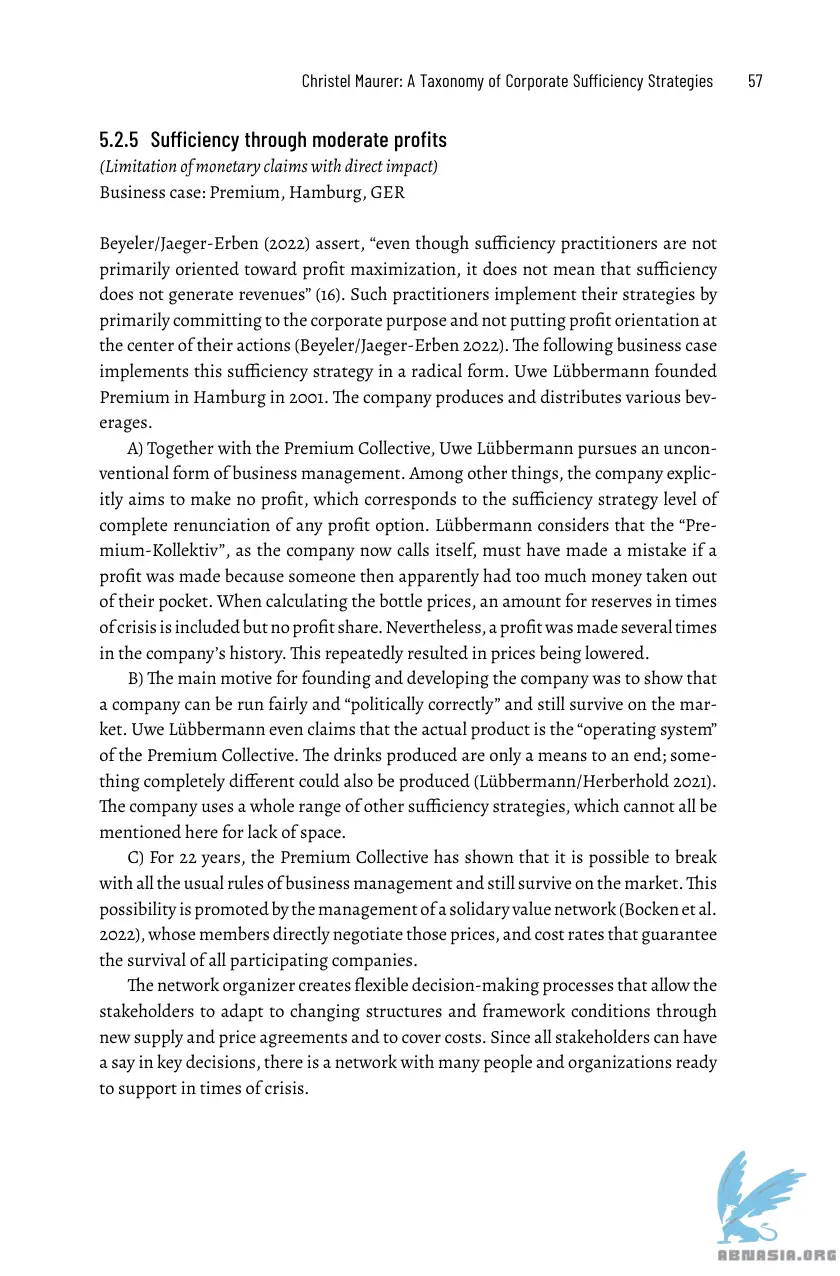 Christel Maurer: A Taxonomy of Corporate Sufficiency Strategies 57
5.2.5 Sufficiency through moderate profits
(Limitation of monetary claims with direct impact)
Business case: Premium, Hamburg, GER
Beyeler/Jaeger-Erben (2022) assert, “even though sufficiency practitioners are not
primarily oriented toward profit maximization, it does not mean that sufficiency
does not generate revenues” (16). Such practitioners implement their strategies by
primarily committing to the corporate purpose and not putting profit orientation at
the center of their actions (Beyeler/Jaeger-Erben 2022). The following business case
implements this sufficiency strategy in a radical form. Uwe Lübbermann founded
Premium in Hamburg in 2001. The company produces and distributes various bev-
erages.
A) Together with the Premium Collective, Uwe Lübbermann pursues an uncon-
ventional form of business management. Among other things, the company explic-
itly aims to make no profit, which corresponds to the sufficiency strategy level of
complete renunciation of any profit option. Lübbermann considers that the “Pre-
mium-Kollektiv”, as the company now calls itself, must have made a mistake if a
profit was made because someone then apparently had too much money taken out
of their pocket. When calculating the bottle prices, an amount for reserves in times
of crisis is included but no profit share. Nevertheless, a profit was made several times
in the company’s history. This repeatedly resulted in prices being lowered.
B) The main motive for founding and developing the company was to show that
a company can be run fairly and “politically correctly” and still survive on the mar-
ket. Uwe Lübbermann even claims that the actual product is the “operating system”
of the Premium Collective. The drinks produced are only a means to an end; some-
thing completely different could also be produced (Lübbermann/Herberhold 2021).
The company uses a whole range of other sufficiency strategies, which cannot all be
mentioned here for lack of space.
C) For 22 years, the Premium Collective has shown that it is possible to break
with all the usual rules of business management and still survive on the market. This
possibility is promoted by the management of a solidary value network (Bocken et al.
2022), whose members directly negotiate those prices, and cost rates that guarantee
the survival of all participating companies.
The network organizer creates flexible decision-making processes that allow the
stakeholders to adapt to changing structures and framework conditions through
new supply and price agreements and to cover costs. Since all stakeholders can have
a say in key decisions, there is a network with many people and organizations ready
to support in times of crisis.
ABNASIA.ORG